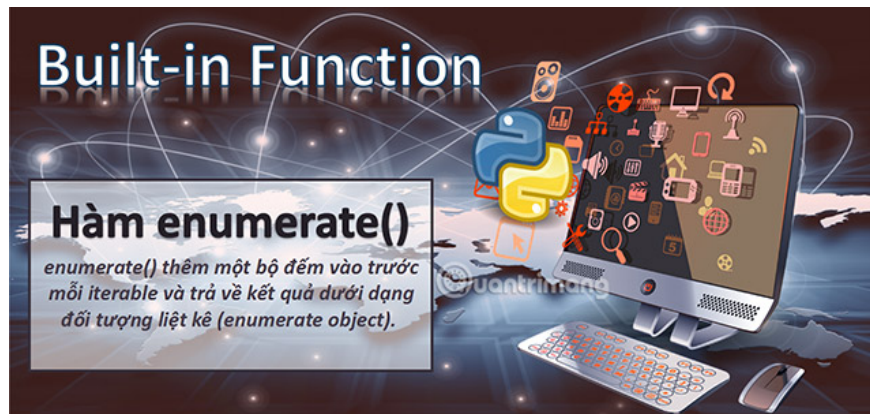 Built-in Function
Hàm enumerate()
enumerate() thêm một bộ đếm vào trước
mỗi iterable và trả về kết quả dưới dạng
đối tượng liệt kê (enumerate object).
Quantrimang
5